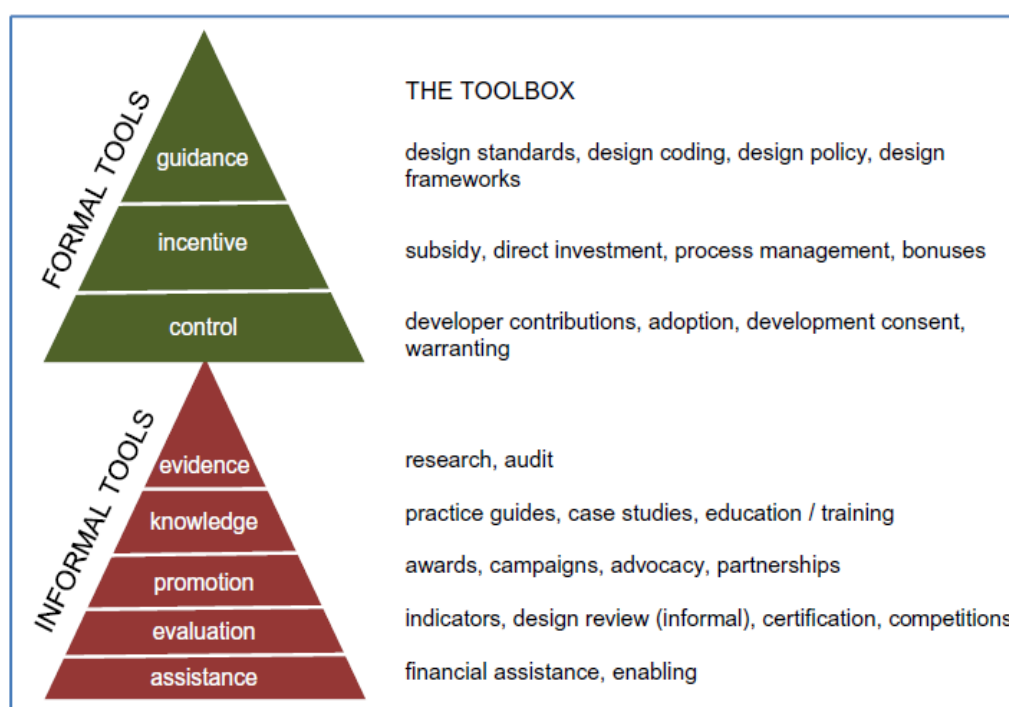 THE TOOLBOX
FORMAL TOOLS
guidance
design standards, design coding, design policy, design
frameworks
incentive
subsidy, direct investment, process management, bonuses
control
developer contributions, adoption, development consent,
warranting
INFORMAL TOOLS
evidence
research, audit
knowledge
practice guides, case studies, education / training
promotion
awards, campaigns, advocacy, partnerships
evaluation
indicators, design review (informal), certification, competitions
assistance
financial assistance, enabling